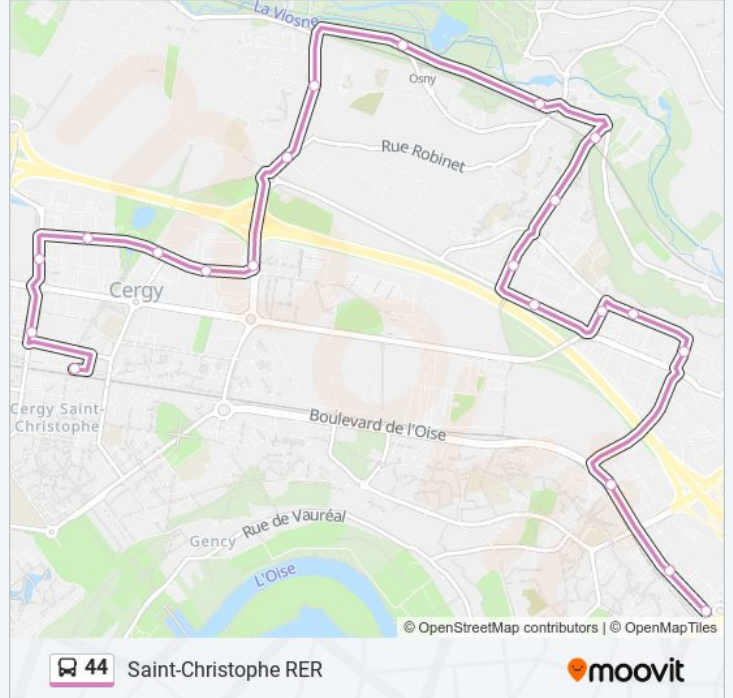 La Viosne
Osny
Rue Robinet
Cergy
Cergy Saint-
Christophe
Boulevard de l'Oise
Rue de Vauréal
Gency
L'Oise
© OpenStreetMap contributors | © OpenMapTiles
44 Saint-Christophe RER
moovit